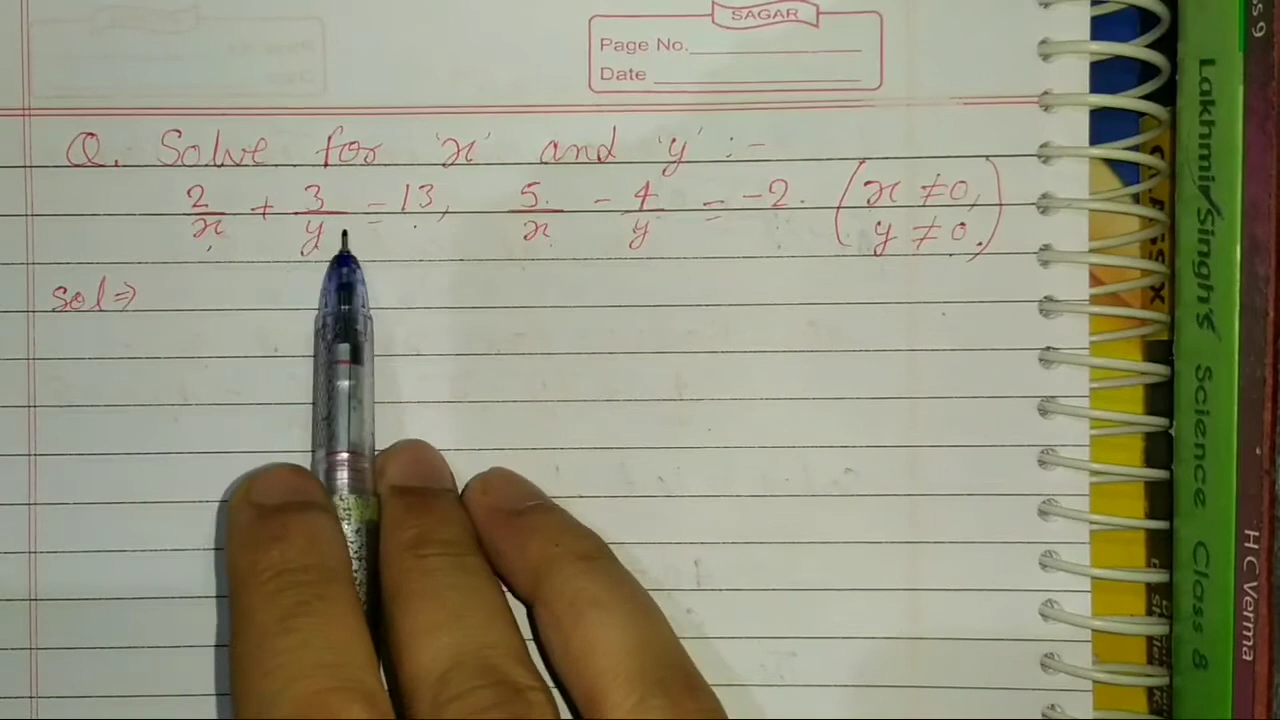 SAGAR
Page No.
Date
Q. Solve for 'x' and 'y' :-
2/x + 3/y = 13, 5/x - 4/y = -2. (x ≠ 0, y ≠ 0.)
Sol⇒
Lakhmir Singh's Science Class 8
H C Verma